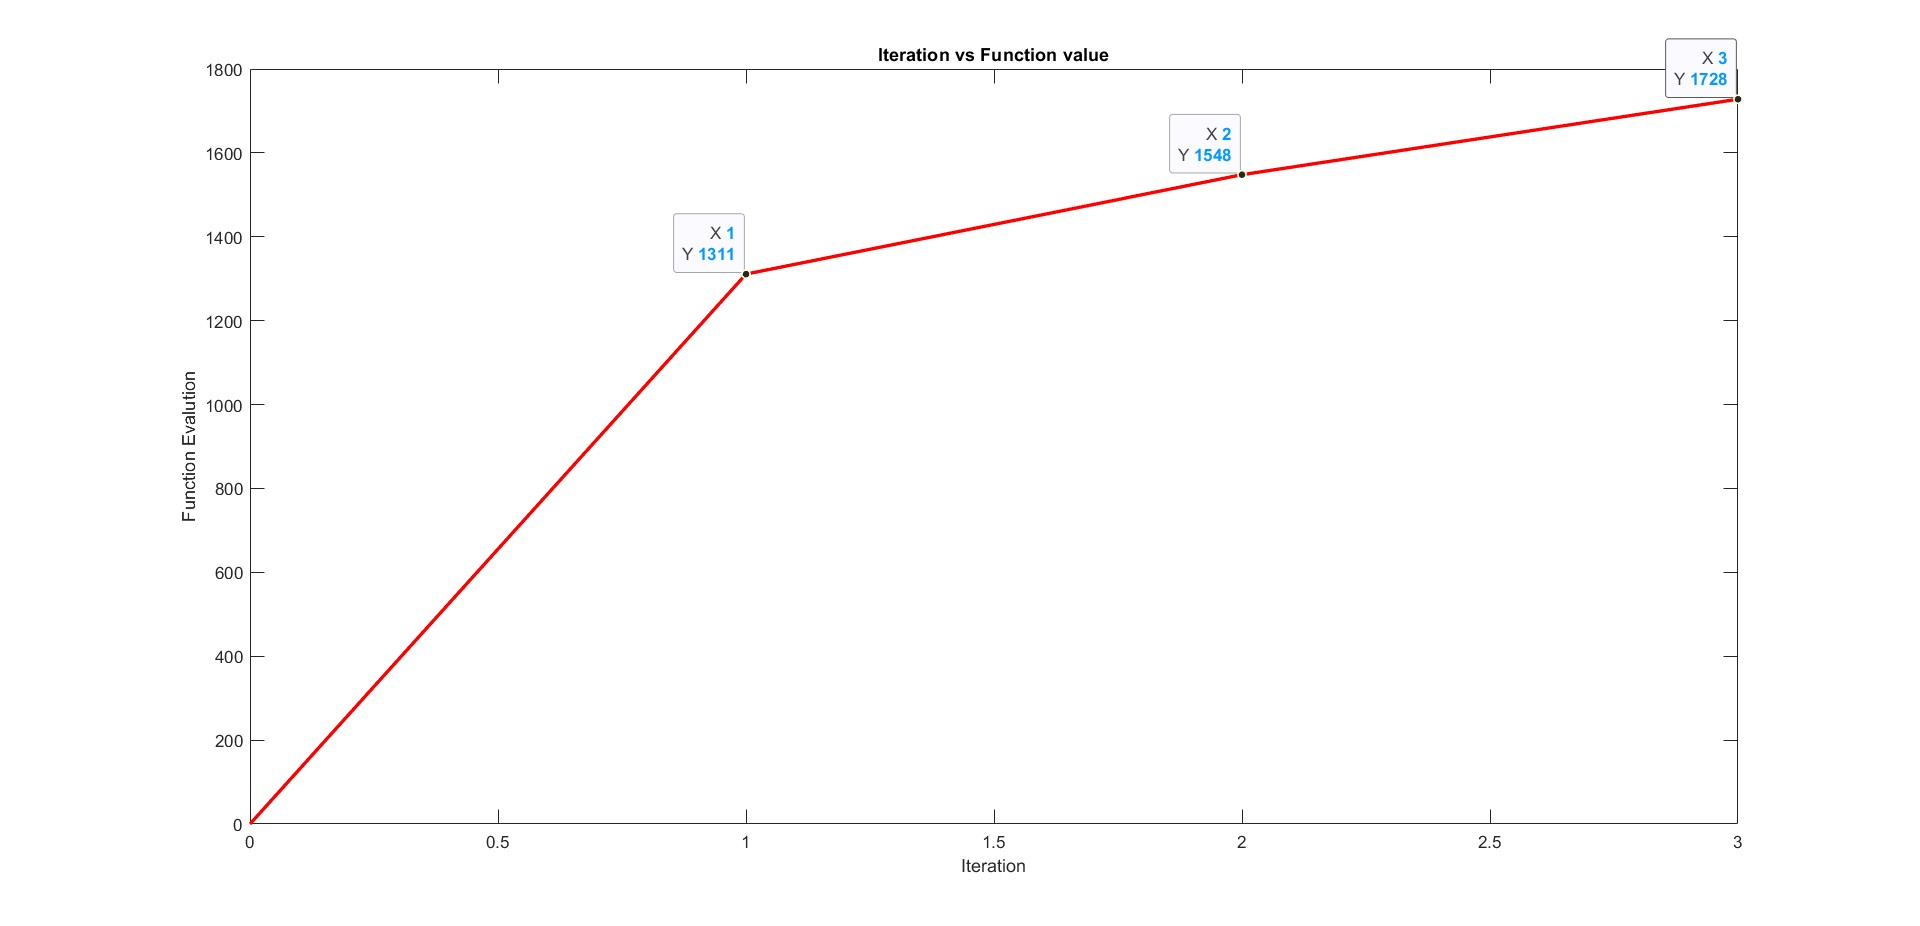 Iteration vs Function value
X 3
Y 1728
X 2
Y 1548
X 1
Y 1311
1800
1600
1400
1200
1000
800
600
400
200
0
Function Evalution
0 0.5 1 1.5 2 2.5 3
Iteration